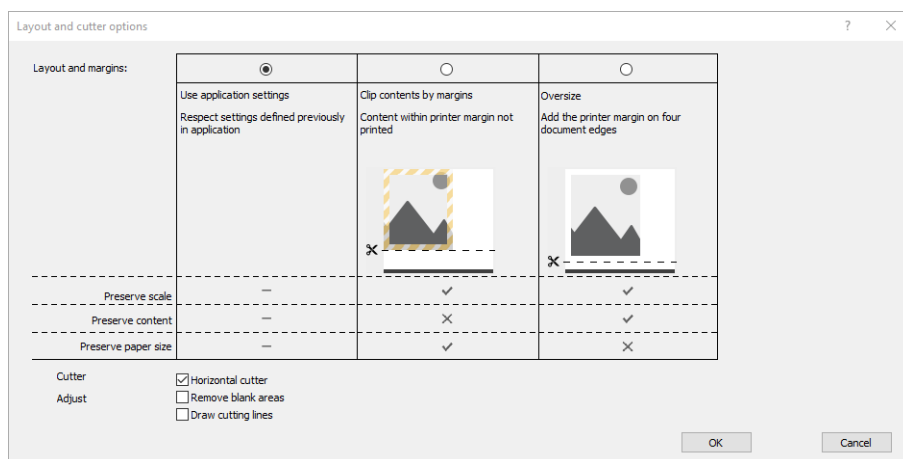 Layout and cutter options
Layout and margins:
Use application settings
Respect settings defined previously
in application
Clip contents by margins
Content within printer margin not
printed
Oversize
Add the printer margin on four
document edges
Preserve scale
Preserve content
Preserve paper size
Cutter
Horizontal cutter
Adjust
Remove blank areas
Draw cutting lines
OK
Cancel